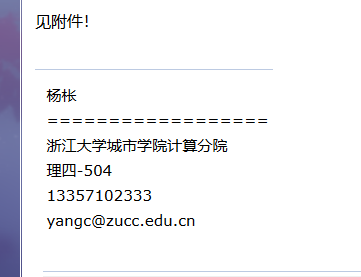 见附件！
杨枨
==================
浙江大学城市学院计算分院
理四-504
13357102333
yangc@zucc.edu.cn